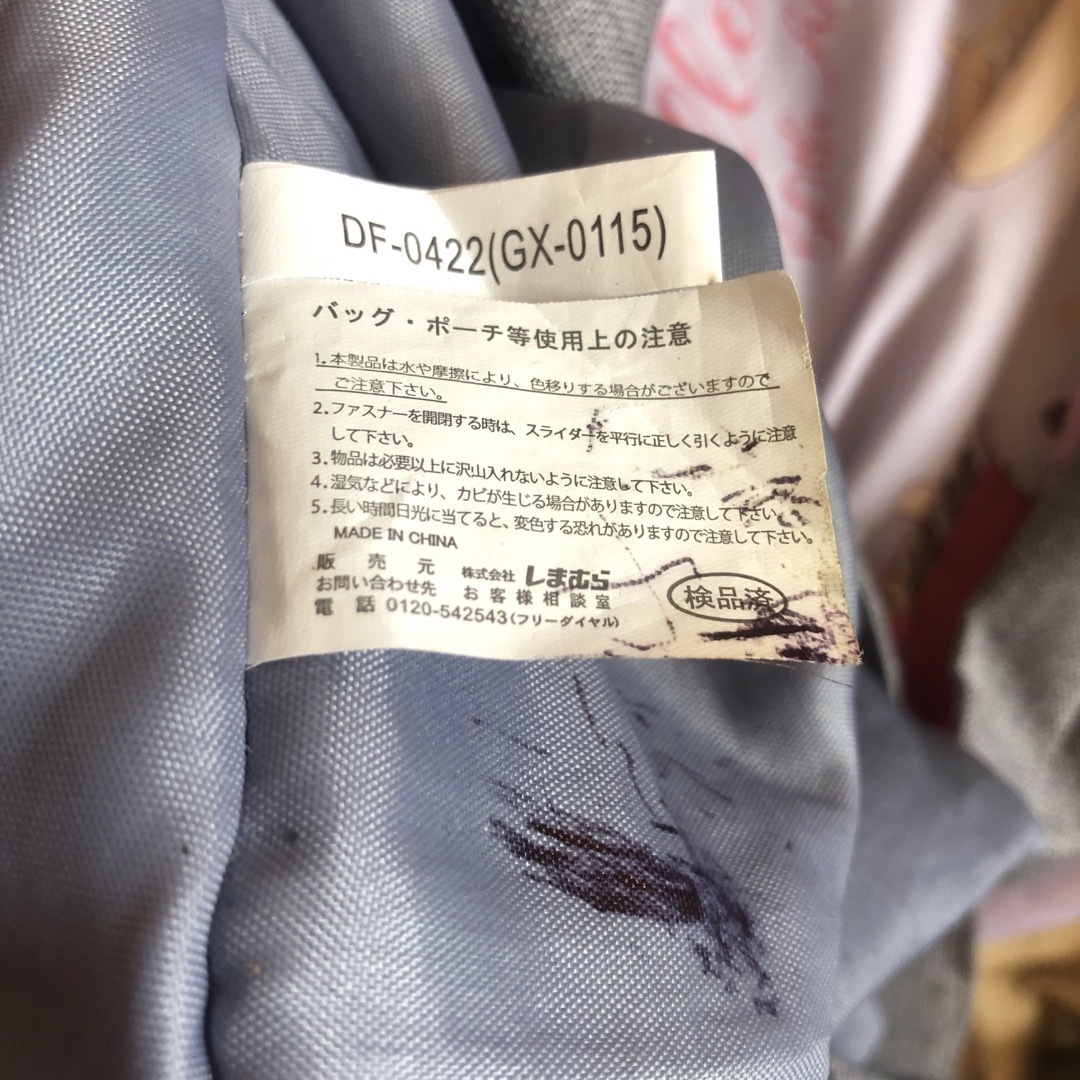 DF-0422(GX-0115)
バッグ・ポーチ等使用上の注意
1.本製品は水や摩擦により、色移りする場合がございますので
ご注意下さい。
2.ファスナーを開閉する時は、スライダーを平行に正しく引くように注意
して下さい。
3.物品は必要以上に沢山入れないように注意して下さい。
4.湿気などにより、カビが生じる場合がありますので注意して下さい。
5.長い時間日光に当てると、変色する恐れがありますので注意して下さい。
MADE IN CHINA
販売元 株式会社 しまむら
お問い合わせ先 お客様相談室
電話 0120-542543(フリーダイヤル)
検品済